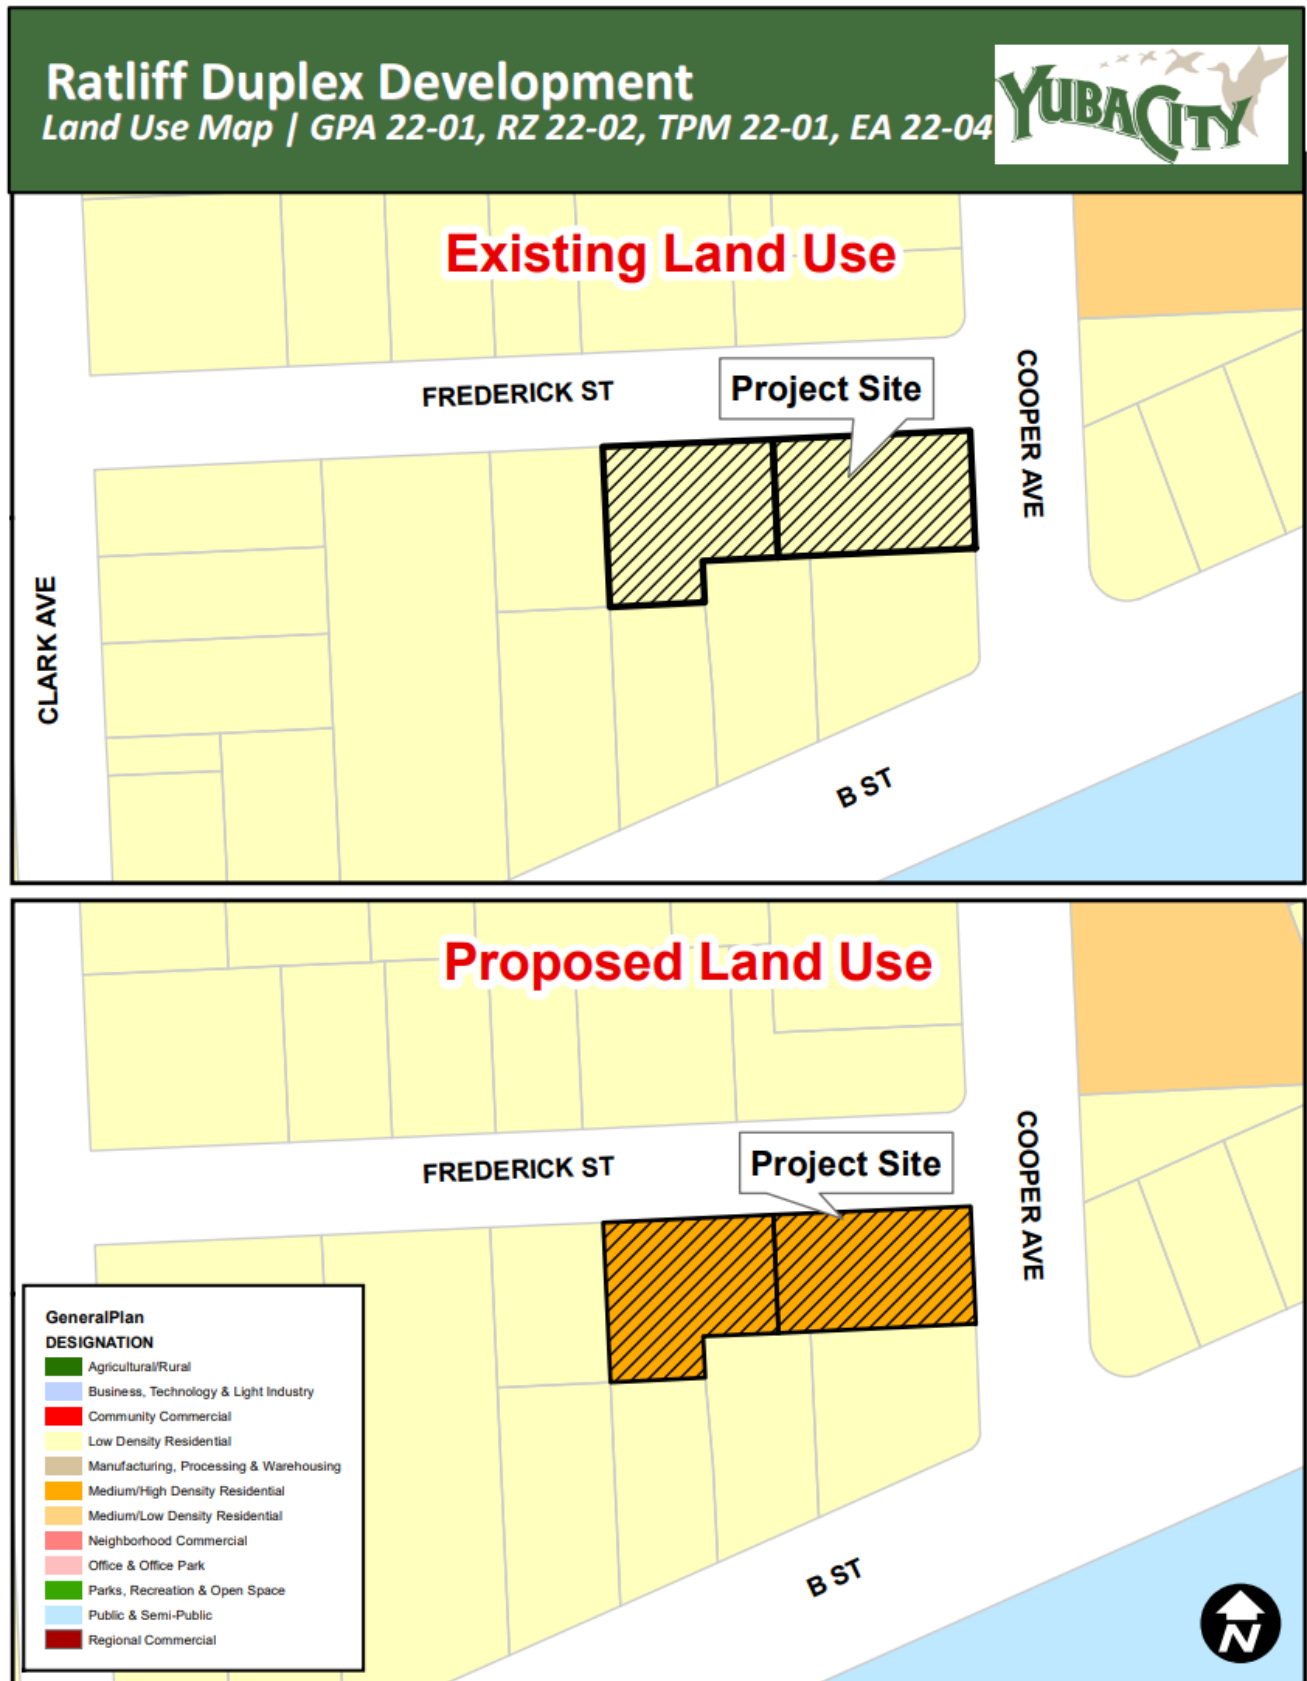 Ratliff Duplex Development
Land Use Map | GPA 22-01, RZ 22-02, TPM 22-01, EA 22-04
YUBA CITY
Existing Land Use
FREDERICK ST
Project Site
COOPER AVE
CLARK AVE
B ST
Proposed Land Use
FREDERICK ST
Project Site
COOPER AVE
B ST
GeneralPlan
DESIGNATION
Agricultural/Rural
Business, Technology & Light Industry
Community Commercial
Low Density Residential
Manufacturing, Processing & Warehousing
Medium/High Density Residential
Medium/Low Density Residential
Neighborhood Commercial
Office & Office Park
Parks, Recreation & Open Space
Public & Semi-Public
Regional Commercial
N